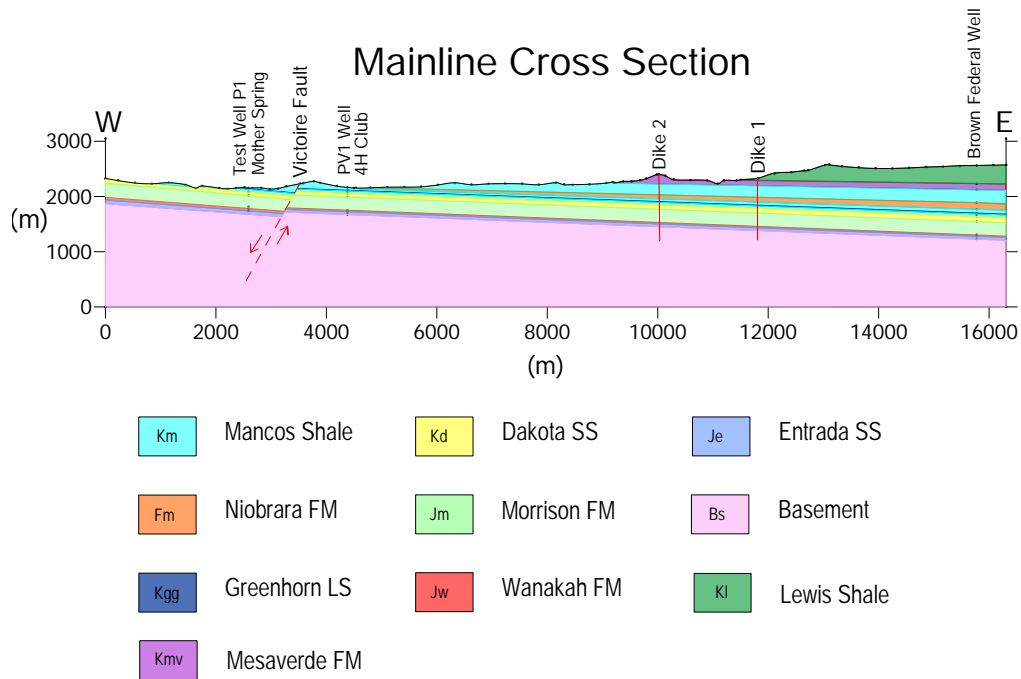 Mainline Cross Section
W
E
Test Well P1
Mother Spring
Victoire Fault
PV1 Well
4H Club
Dike 2
Dike 1
Brown Federal Well
3000
2000
(m)
1000
0
0 2000 4000 6000 8000 10000 12000 14000 16000
(m)
Km Mancos Shale
Kd Dakota SS
Je Entrada SS
Fm Niobrara FM
Jm Morrison FM
Bs Basement
Kgg Greenhorn LS
Jw Wanakah FM
Kl Lewis Shale
Kmv Mesaverde FM